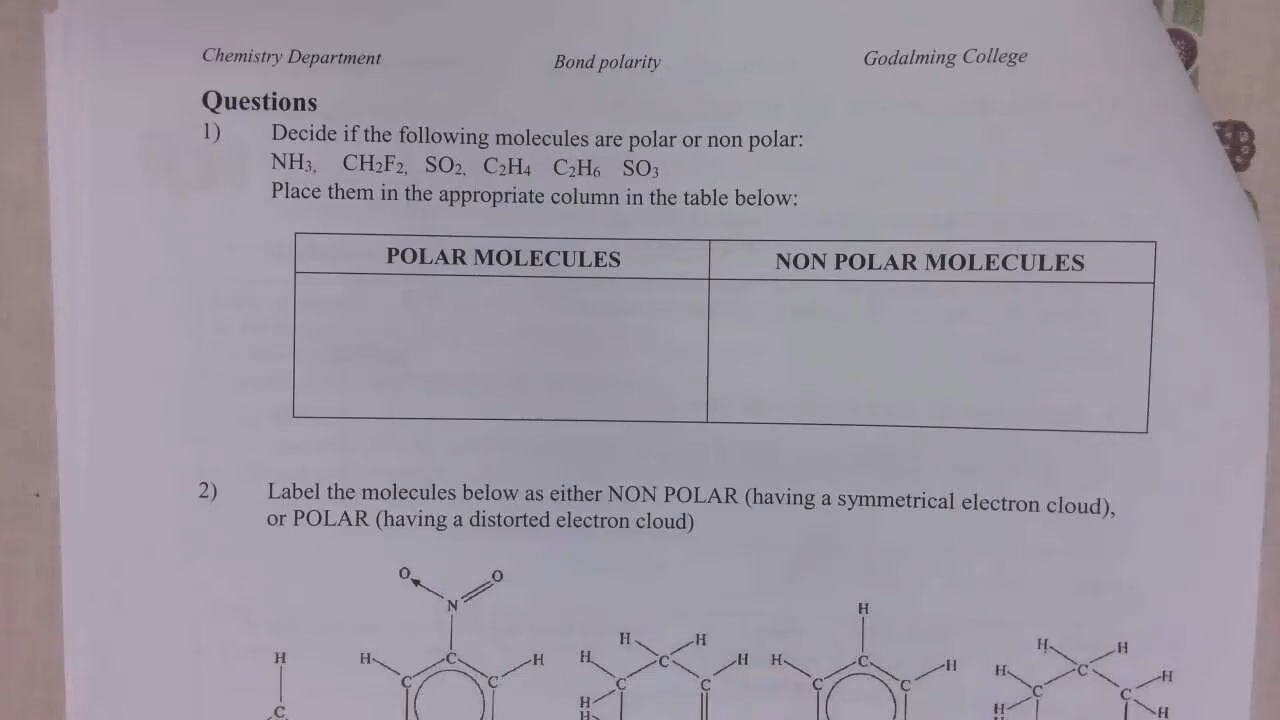 Chemistry Department Bond polarity Godalming College
Questions
1) Decide if the following molecules are polar or non polar:
NH₃, CH₂F₂, SO₂, C₂H₄ C₂H₆ SO₃
Place them in the appropriate column in the table below:
POLAR MOLECULES NON POLAR MOLECULES
2) Label the molecules below as either NON POLAR (having a symmetrical electron cloud),
or POLAR (having a distorted electron cloud)
O O
N
H
H H H H
H H C H H H H C H H C H
C C C C C C C C
H H H
C H